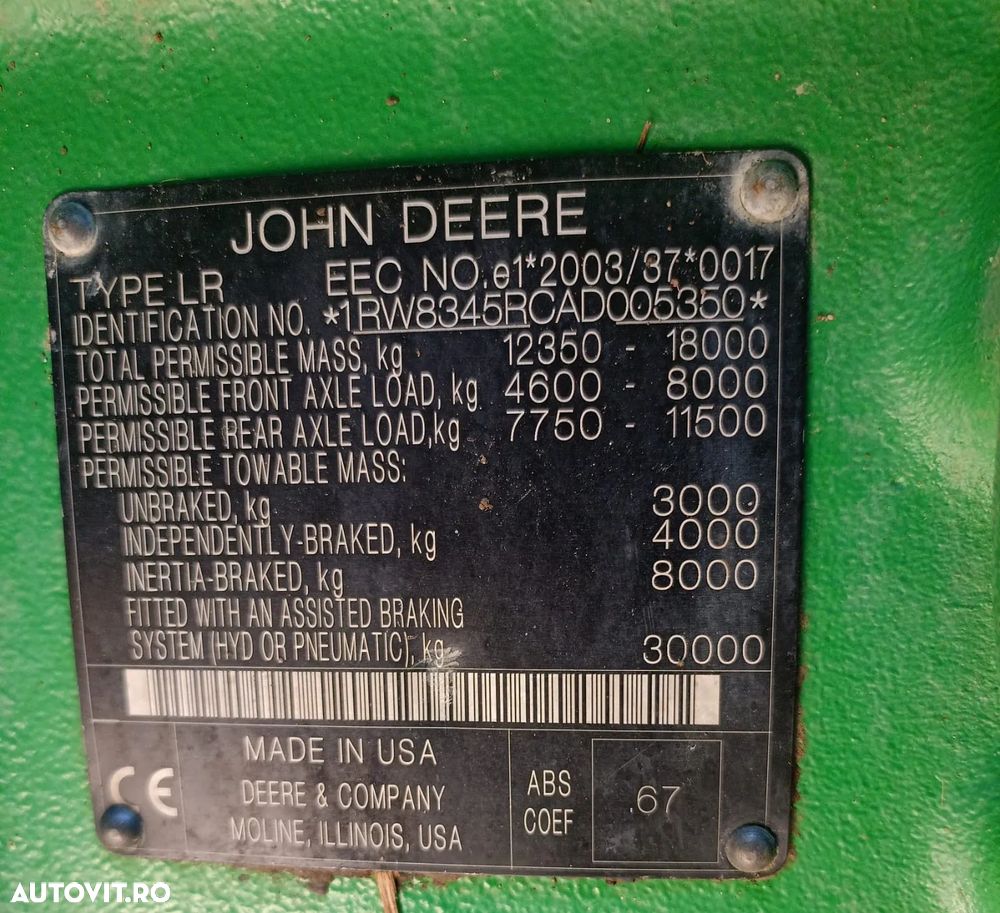 JOHN DEERE
TYPE LR EEC NO. e1*2003/37*0017
IDENTIFICATION NO. *1RW8345RCAD005350*
TOTAL PERMISSIBLE MASS, kg 12350 - 18000
PERMISSIBLE FRONT AXLE LOAD, kg 4600 - 8000
PERMISSIBLE REAR AXLE LOAD, kg 7750 - 11500
PERMISSIBLE TOWABLE MASS:
UNBRAKED, kg 3000
INDEPENDENTLY-BRAKED, kg 4000
INERTIA-BRAKED, kg 8000
FITTED WITH AN ASSISTED BRAKING
SYSTEM (HYD OR PNEUMATIC), kg 30000
CE
MADE IN USA
DEERE & COMPANY
MOLINE, ILLINOIS, USA
ABS
COEF
.67
AUTOVIT.RO